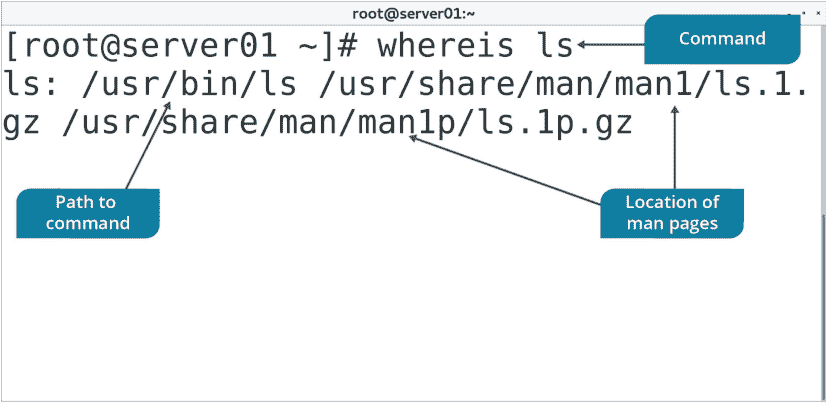 root@server01:~
[root@server01 ~]# whereis ls
Command
ls: /usr/bin/ls /usr/share/man/man1/ls.1.
gz /usr/share/man/man1p/ls.1p.gz
Path to
command
Location of
man pages